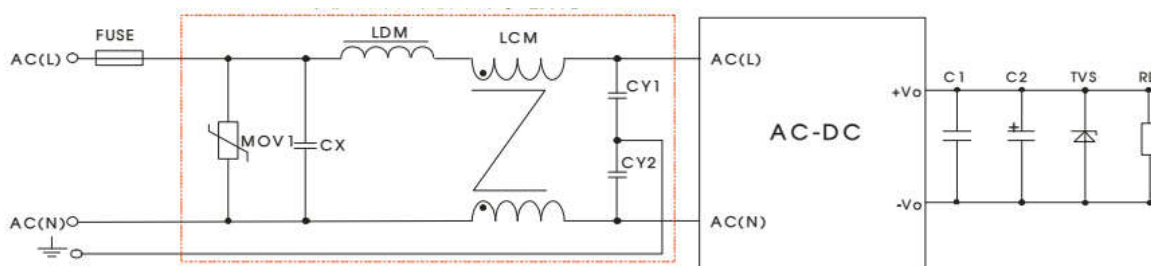 FUSE
LDM
LCM
AC(L)
AC(L)
C1
C2
TVS
+Vo
CY1
MOV1
CX
AC-DC
CY2
AC(N)
AC(N)
-Vo